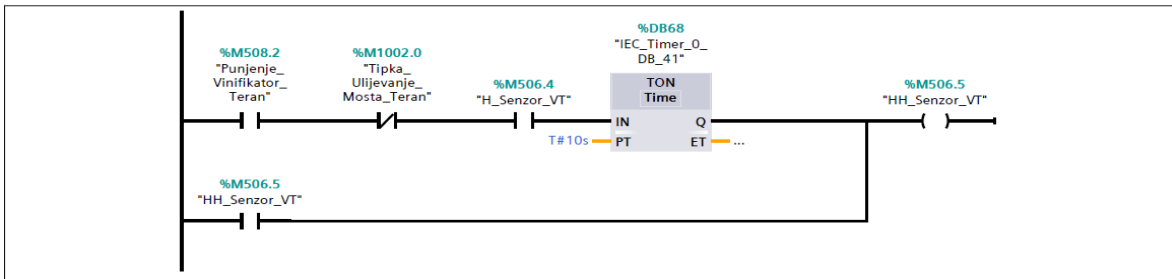 %DB68
"IEC_Timer_0_
DB_41"
%M508.2
"Punjenje_
Vinifikator_
Teran"
%M1002.0
"Tipka_
Ulijevanje_
Mosta_Teran"
%M506.4
"H_Senzor_VT"
TON
Time
%M506.5
"HH_Senzor_VT"
IN
Q
T#10s
PT
ET
...
%M506.5
"HH_Senzor_VT"